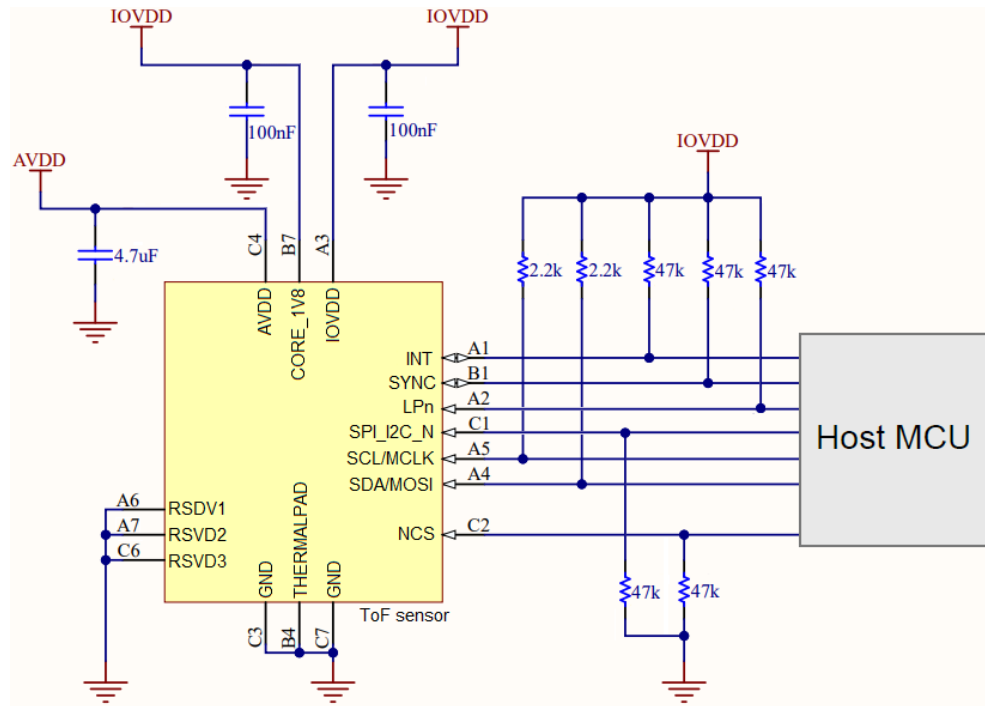 IOVDD
IOVDD
100nF
100nF
IOVDD
AVDD
4.7uF
C4
B7
A3
2.2k
2.2k
47k
47k
47k
AVDD
CORE_1V8
IOVDD
INT
A1
SYNC
B1
LPn
A2
SPI_I2C_N
C1
SCL/MCLK
A5
SDA/MOSI
A4
Host MCU
A6
RSDV1
A7
RSVD2
C6
RSVD3
NCS
C2
GND
THERMALPAD
GND
47k
47k
ToF sensor
C3
B4
C7